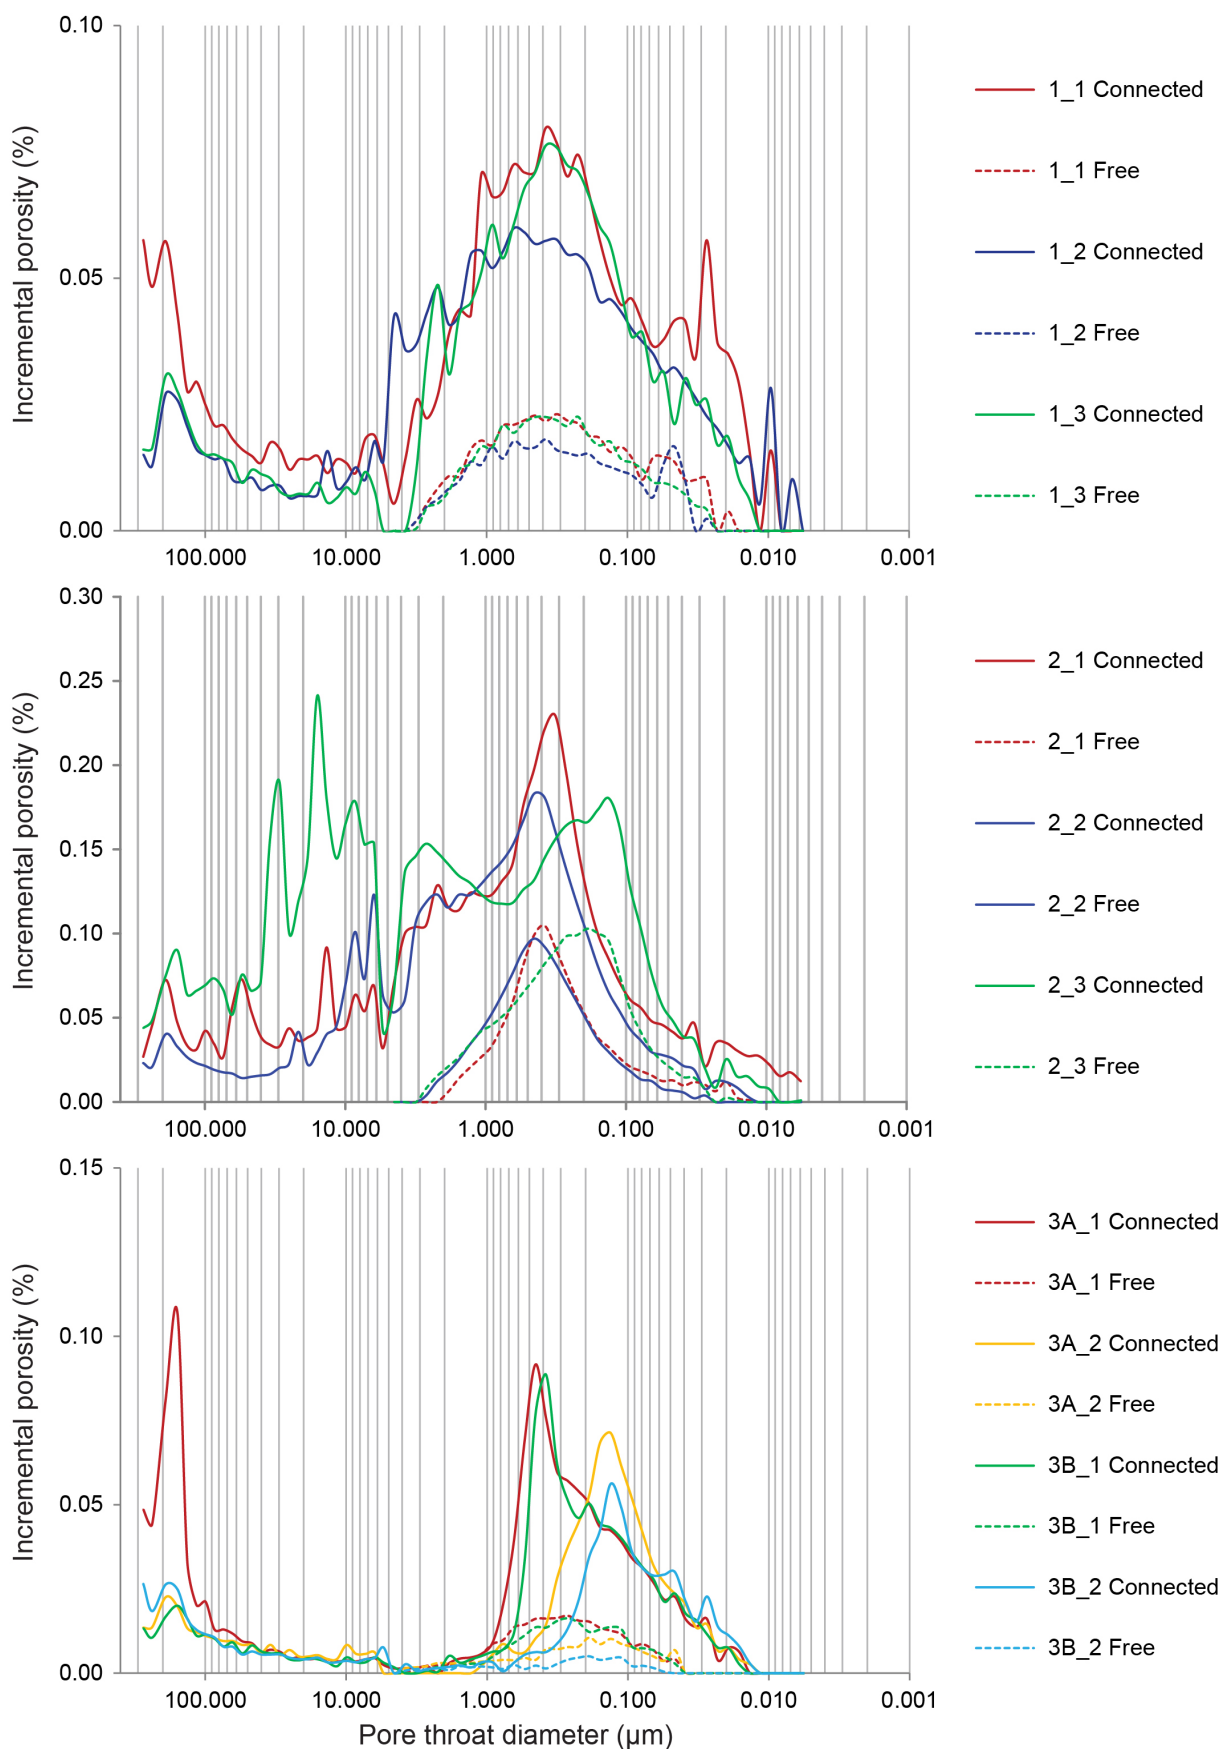 0.10
0.05
0.00
Incremental porosity (%)
100.000 10.000 1.000 0.100 0.010 0.001
1_1 Connected
1_1 Free
1_2 Connected
1_2 Free
1_3 Connected
1_3 Free
0.30
0.25
0.20
0.15
0.10
0.05
0.00
Incremental porosity (%)
100.000 10.000 1.000 0.100 0.010 0.001
2_1 Connected
2_1 Free
2_2 Connected
2_2 Free
2_3 Connected
2_3 Free
0.15
0.10
0.05
0.00
Incremental porosity (%)
100.000 10.000 1.000 0.100 0.010 0.001
Pore throat diameter (μm)
3A_1 Connected
3A_1 Free
3A_2 Connected
3A_2 Free
3B_1 Connected
3B_1 Free
3B_2 Connected
3B_2 Free